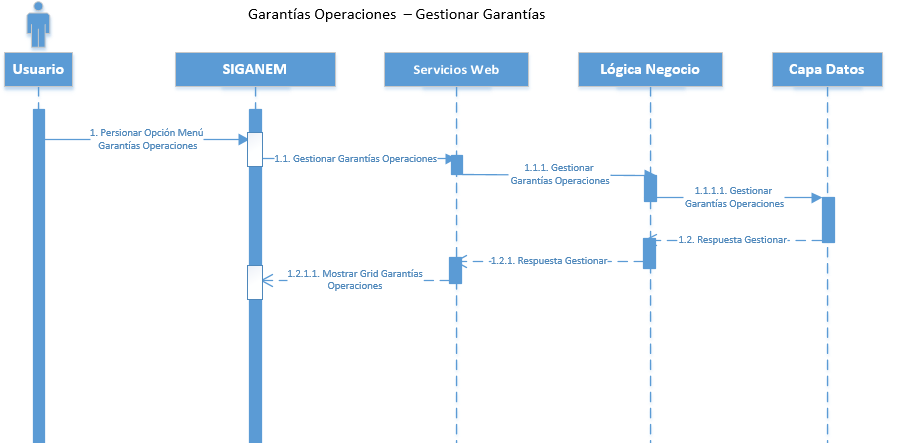 Garantías Operaciones – Gestionar Garantías
Usuario
SIGANEM
Servicios Web
Lógica Negocio
Capa Datos
1. Persionar Opción Menú
Garantías Operaciones
1.1. Gestionar Garantías Operaciones
1.1.1. Gestionar
Garantías Operaciones
1.1.1.1. Gestionar
Garantías Operaciones
1.2. Respuesta Gestionar
1.2.1. Respuesta Gestionar
1.2.1.1. Mostrar Grid Garantías
Operaciones